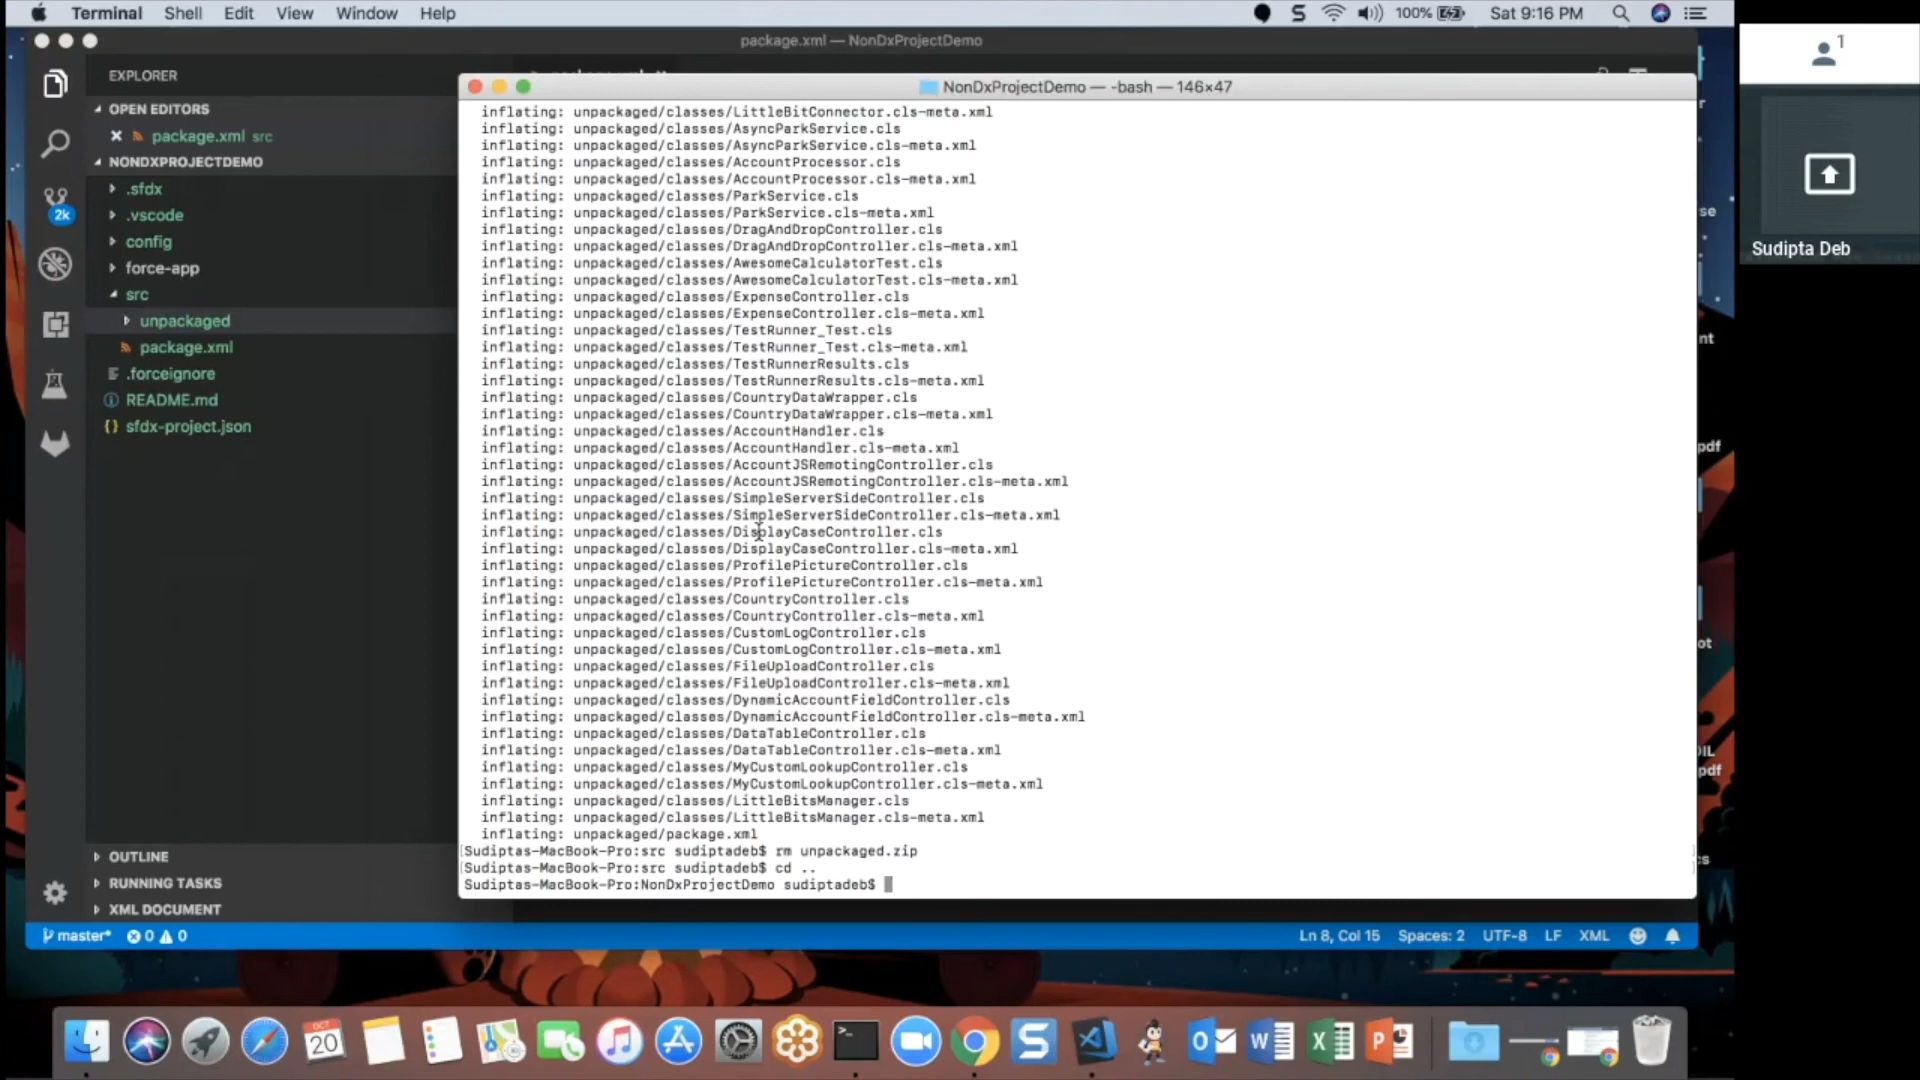 Terminal Shell Edit View Window Help
100% Sat 9:16 PM
package.xml — NonDxProjectDemo
1
Sudipta Deb
EXPLORER
OPEN EDITORS
package.xml src
NONDXPROJECTDEMO
.sfdx
.vscode
config
force-app
src
unpackaged
package.xml
.forceignore
README.md
sfdx-project.json
2k
OUTLINE
RUNNING TASKS
XML DOCUMENT
NonDxProjectDemo — -bash — 146×47
inflating: unpackaged/classes/LittleBitConnector.cls-meta.xml
inflating: unpackaged/classes/AsyncParkService.cls
inflating: unpackaged/classes/AsyncParkService.cls-meta.xml
inflating: unpackaged/classes/AccountProcessor.cls
inflating: unpackaged/classes/AccountProcessor.cls-meta.xml
inflating: unpackaged/classes/ParkService.cls
inflating: unpackaged/classes/ParkService.cls-meta.xml
inflating: unpackaged/classes/DragAndDropController.cls
inflating: unpackaged/classes/DragAndDropController.cls-meta.xml
inflating: unpackaged/classes/AwesomeCalculatorTest.cls
inflating: unpackaged/classes/AwesomeCalculatorTest.cls-meta.xml
inflating: unpackaged/classes/ExpenseController.cls
inflating: unpackaged/classes/ExpenseController.cls-meta.xml
inflating: unpackaged/classes/TestRunner_Test.cls
inflating: unpackaged/classes/TestRunner_Test.cls-meta.xml
inflating: unpackaged/classes/TestRunnerResults.cls
inflating: unpackaged/classes/TestRunnerResults.cls-meta.xml
inflating: unpackaged/classes/CountryDataWrapper.cls
inflating: unpackaged/classes/CountryDataWrapper.cls-meta.xml
inflating: unpackaged/classes/AccountHandler.cls
inflating: unpackaged/classes/AccountHandler.cls-meta.xml
inflating: unpackaged/classes/AccountJSRemotingController.cls
inflating: unpackaged/classes/AccountJSRemotingController.cls-meta.xml
inflating: unpackaged/classes/SimpleServerSideController.cls
inflating: unpackaged/classes/SimpleServerSideController.cls-meta.xml
inflating: unpackaged/classes/DisplayCaseController.cls
inflating: unpackaged/classes/DisplayCaseController.cls-meta.xml
inflating: unpackaged/classes/ProfilePictureController.cls
inflating: unpackaged/classes/ProfilePictureController.cls-meta.xml
inflating: unpackaged/classes/CountryController.cls
inflating: unpackaged/classes/CountryController.cls-meta.xml
inflating: unpackaged/classes/CustomLogController.cls
inflating: unpackaged/classes/CustomLogController.cls-meta.xml
inflating: unpackaged/classes/FileUploadController.cls
inflating: unpackaged/classes/FileUploadController.cls-meta.xml
inflating: unpackaged/classes/DynamicAccountFieldController.cls
inflating: unpackaged/classes/DynamicAccountFieldController.cls-meta.xml
inflating: unpackaged/classes/DataTableController.cls
inflating: unpackaged/classes/DataTableController.cls-meta.xml
inflating: unpackaged/classes/MyCustomLookupController.cls
inflating: unpackaged/classes/MyCustomLookupController.cls-meta.xml
inflating: unpackaged/classes/LittleBitsManager.cls
inflating: unpackaged/classes/LittleBitsManager.cls-meta.xml
inflating: unpackaged/package.xml
[Sudiptas-MacBook-Pro:src sudiptadeb$ rm unpackaged.zip
[Sudiptas-MacBook-Pro:src sudiptadeb$ cd ..
Sudiptas-MacBook-Pro:NonDxProjectDemo sudiptadeb$
master* 0 0
Ln 8, Col 15 Spaces: 2 UTF-8 LF XML
OCT
20